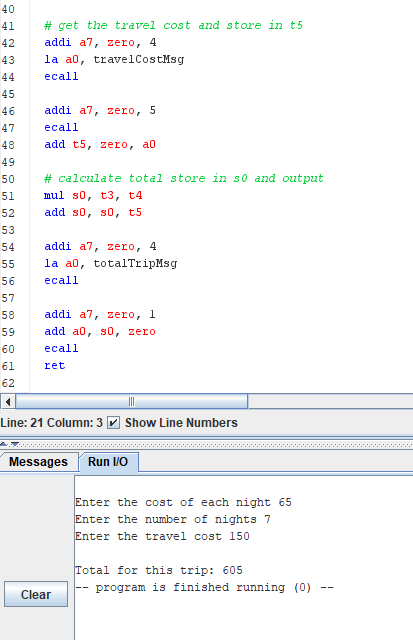 40
41 # get the travel cost and store in t5
42 addi a7, zero, 4
43 la a0, travelCostMsg
44 ecall
45
46 addi a7, zero, 5
47 ecall
48 add t5, zero, a0
49
50 # calculate total store in s0 and output
51 mul s0, t3, t4
52 add s0, s0, t5
53
54 addi a7, zero, 4
55 la a0, totalTripMsg
56 ecall
57
58 addi a7, zero, 1
59 add a0, s0, zero
60 ecall
61 ret
62
Line: 21 Column: 3 Show Line Numbers
Messages Run I/O
Enter the cost of each night 65
Enter the number of nights 7
Enter the travel cost 150
Total for this trip: 605
-- program is finished running (0) --
Clear